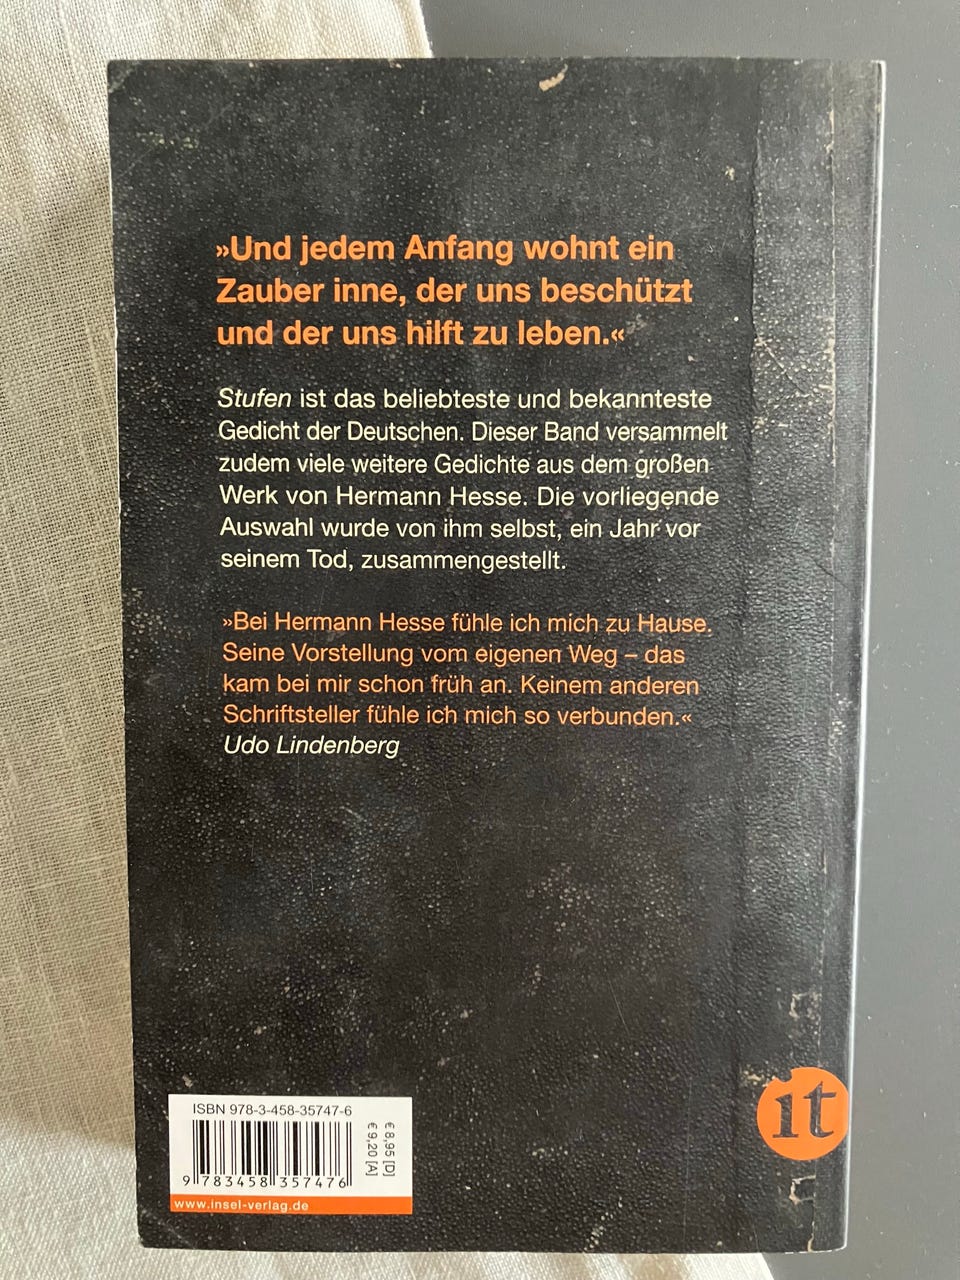 »Und jedem Anfang wohnt ein
Zauber inne, der uns beschützt
und der uns hilft zu leben.«
Stufen ist das beliebteste und bekannteste
Gedicht der Deutschen. Dieser Band versammelt
zudem viele weitere Gedichte aus dem großen
Werk von Hermann Hesse. Die vorliegende
Auswahl wurde von ihm selbst, ein Jahr vor
seinem Tod, zusammengestellt.
»Bei Hermann Hesse fühle ich mich zu Hause.
Seine Vorstellung vom eigenen Weg – das
kam bei mir schon früh an. Keinem anderen
Schriftsteller fühle ich mich so verbunden.«
Udo Lindenberg
ISBN 978-3-458-35747-6
€ 8,95 [D]
€ 9,20 [A]
9 783458 357476
www.insel-verlag.de
it